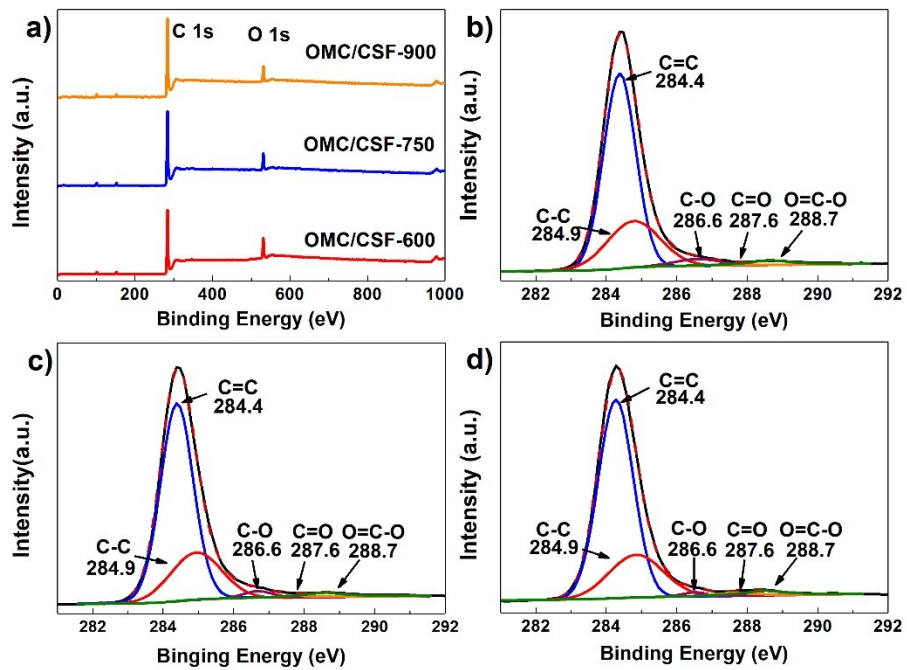 a)
C 1s
O 1s
OMC/CSF-900
OMC/CSF-750
OMC/CSF-600
Intensity (a.u.)
0 200 400 600 800 1000
Binding Energy (eV)
b)
C=C
284.4
C-C
284.9
C-O
286.6
C=O
287.6
O=C-O
288.7
Intensity (a.u.)
282 284 286 288 290 292
Binding Energy (eV)
c)
C=C
284.4
C-C
284.9
C-O
286.6
C=O
287.6
O=C-O
288.7
Intensity(a.u.)
282 284 286 288 290 292
Binging Energy (eV)
d)
C=C
284.4
C-C
284.9
C-O
286.6
C=O
287.6
O=C-O
288.7
Intensity (a.u.)
282 284 286 288 290 292
Binding Energy (eV)